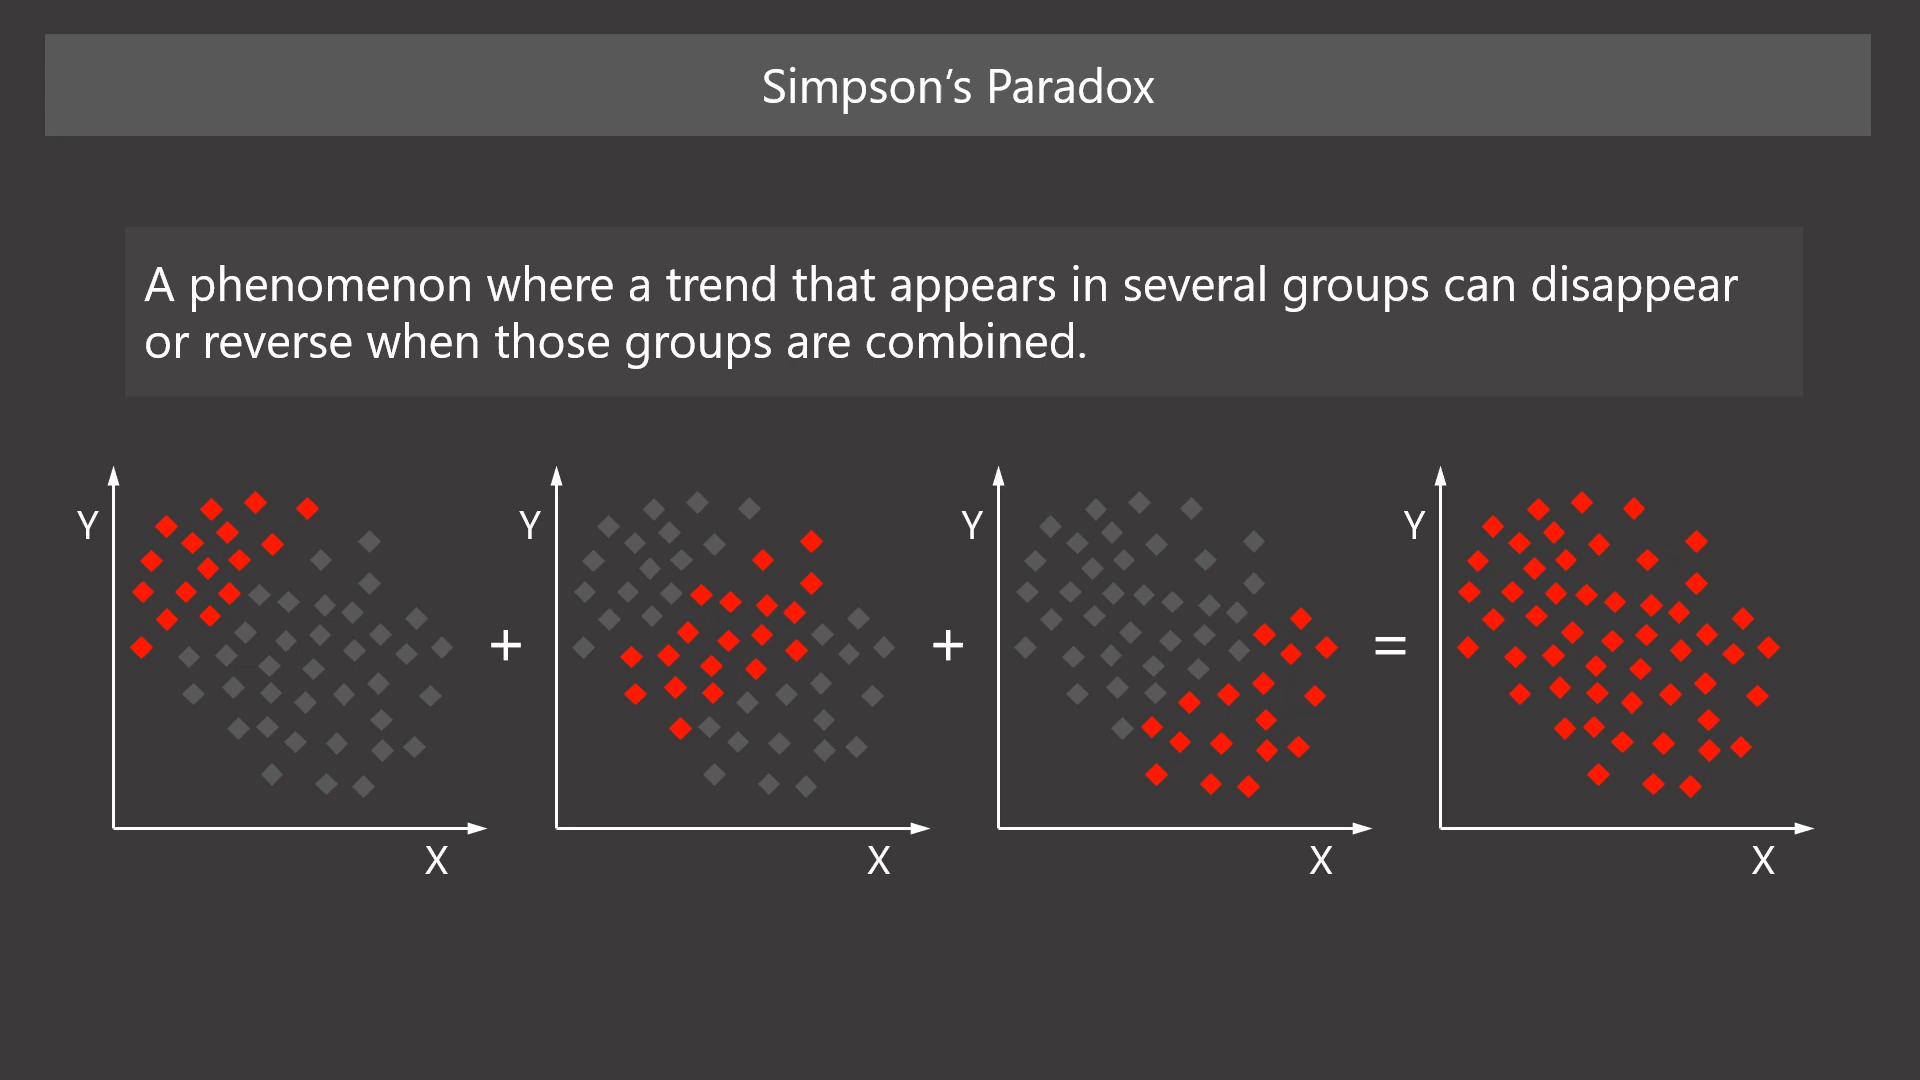 Simpson‘s Paradox
A phenomenon where a trend that appears in several groups can disappear
or reverse when those groups are combined.
Y
X
+
Y
X
+
Y
X
=
Y
X